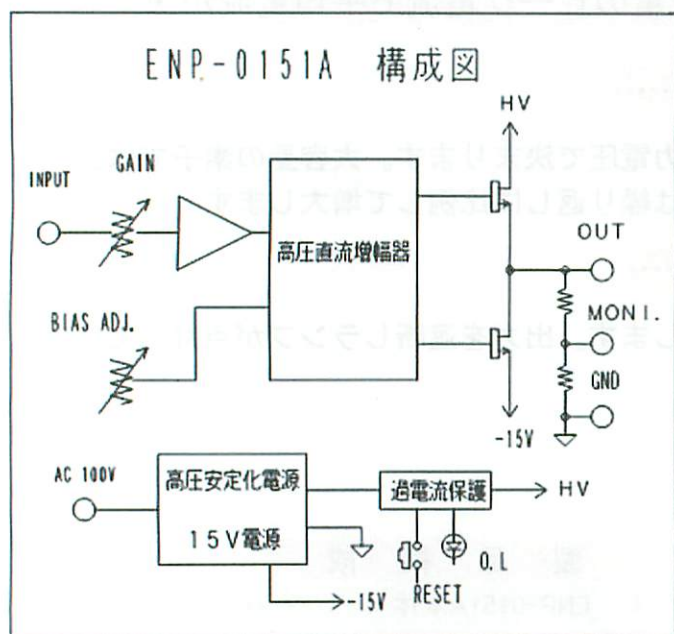 ENP-0151A 構成図
HV
GAIN
INPUT
高圧直流増幅器
OUT
BIAS ADJ.
MONI.
GND
-15V
AC 100V
高圧安定化電源
過電流保護
HV
15V電源
O.L
RESET
-15V